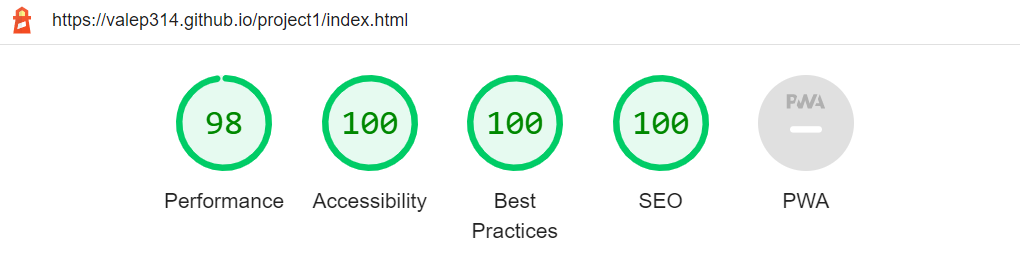 https://valep314.github.io/project1/index.html
98 100 100 100 PWA
Performance Accessibility Best Practices SEO PWA